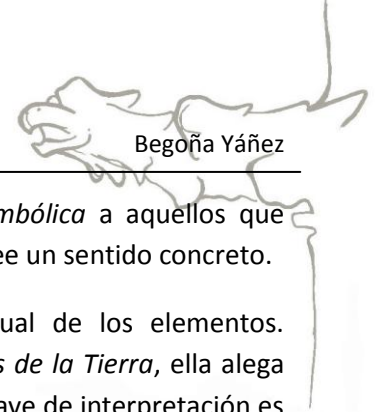 Begoña Yáñez
mbólica a aquellos que
ee un sentido concreto.
ual de los elementos.
s de la Tierra, ella alega
ave de interpretación es